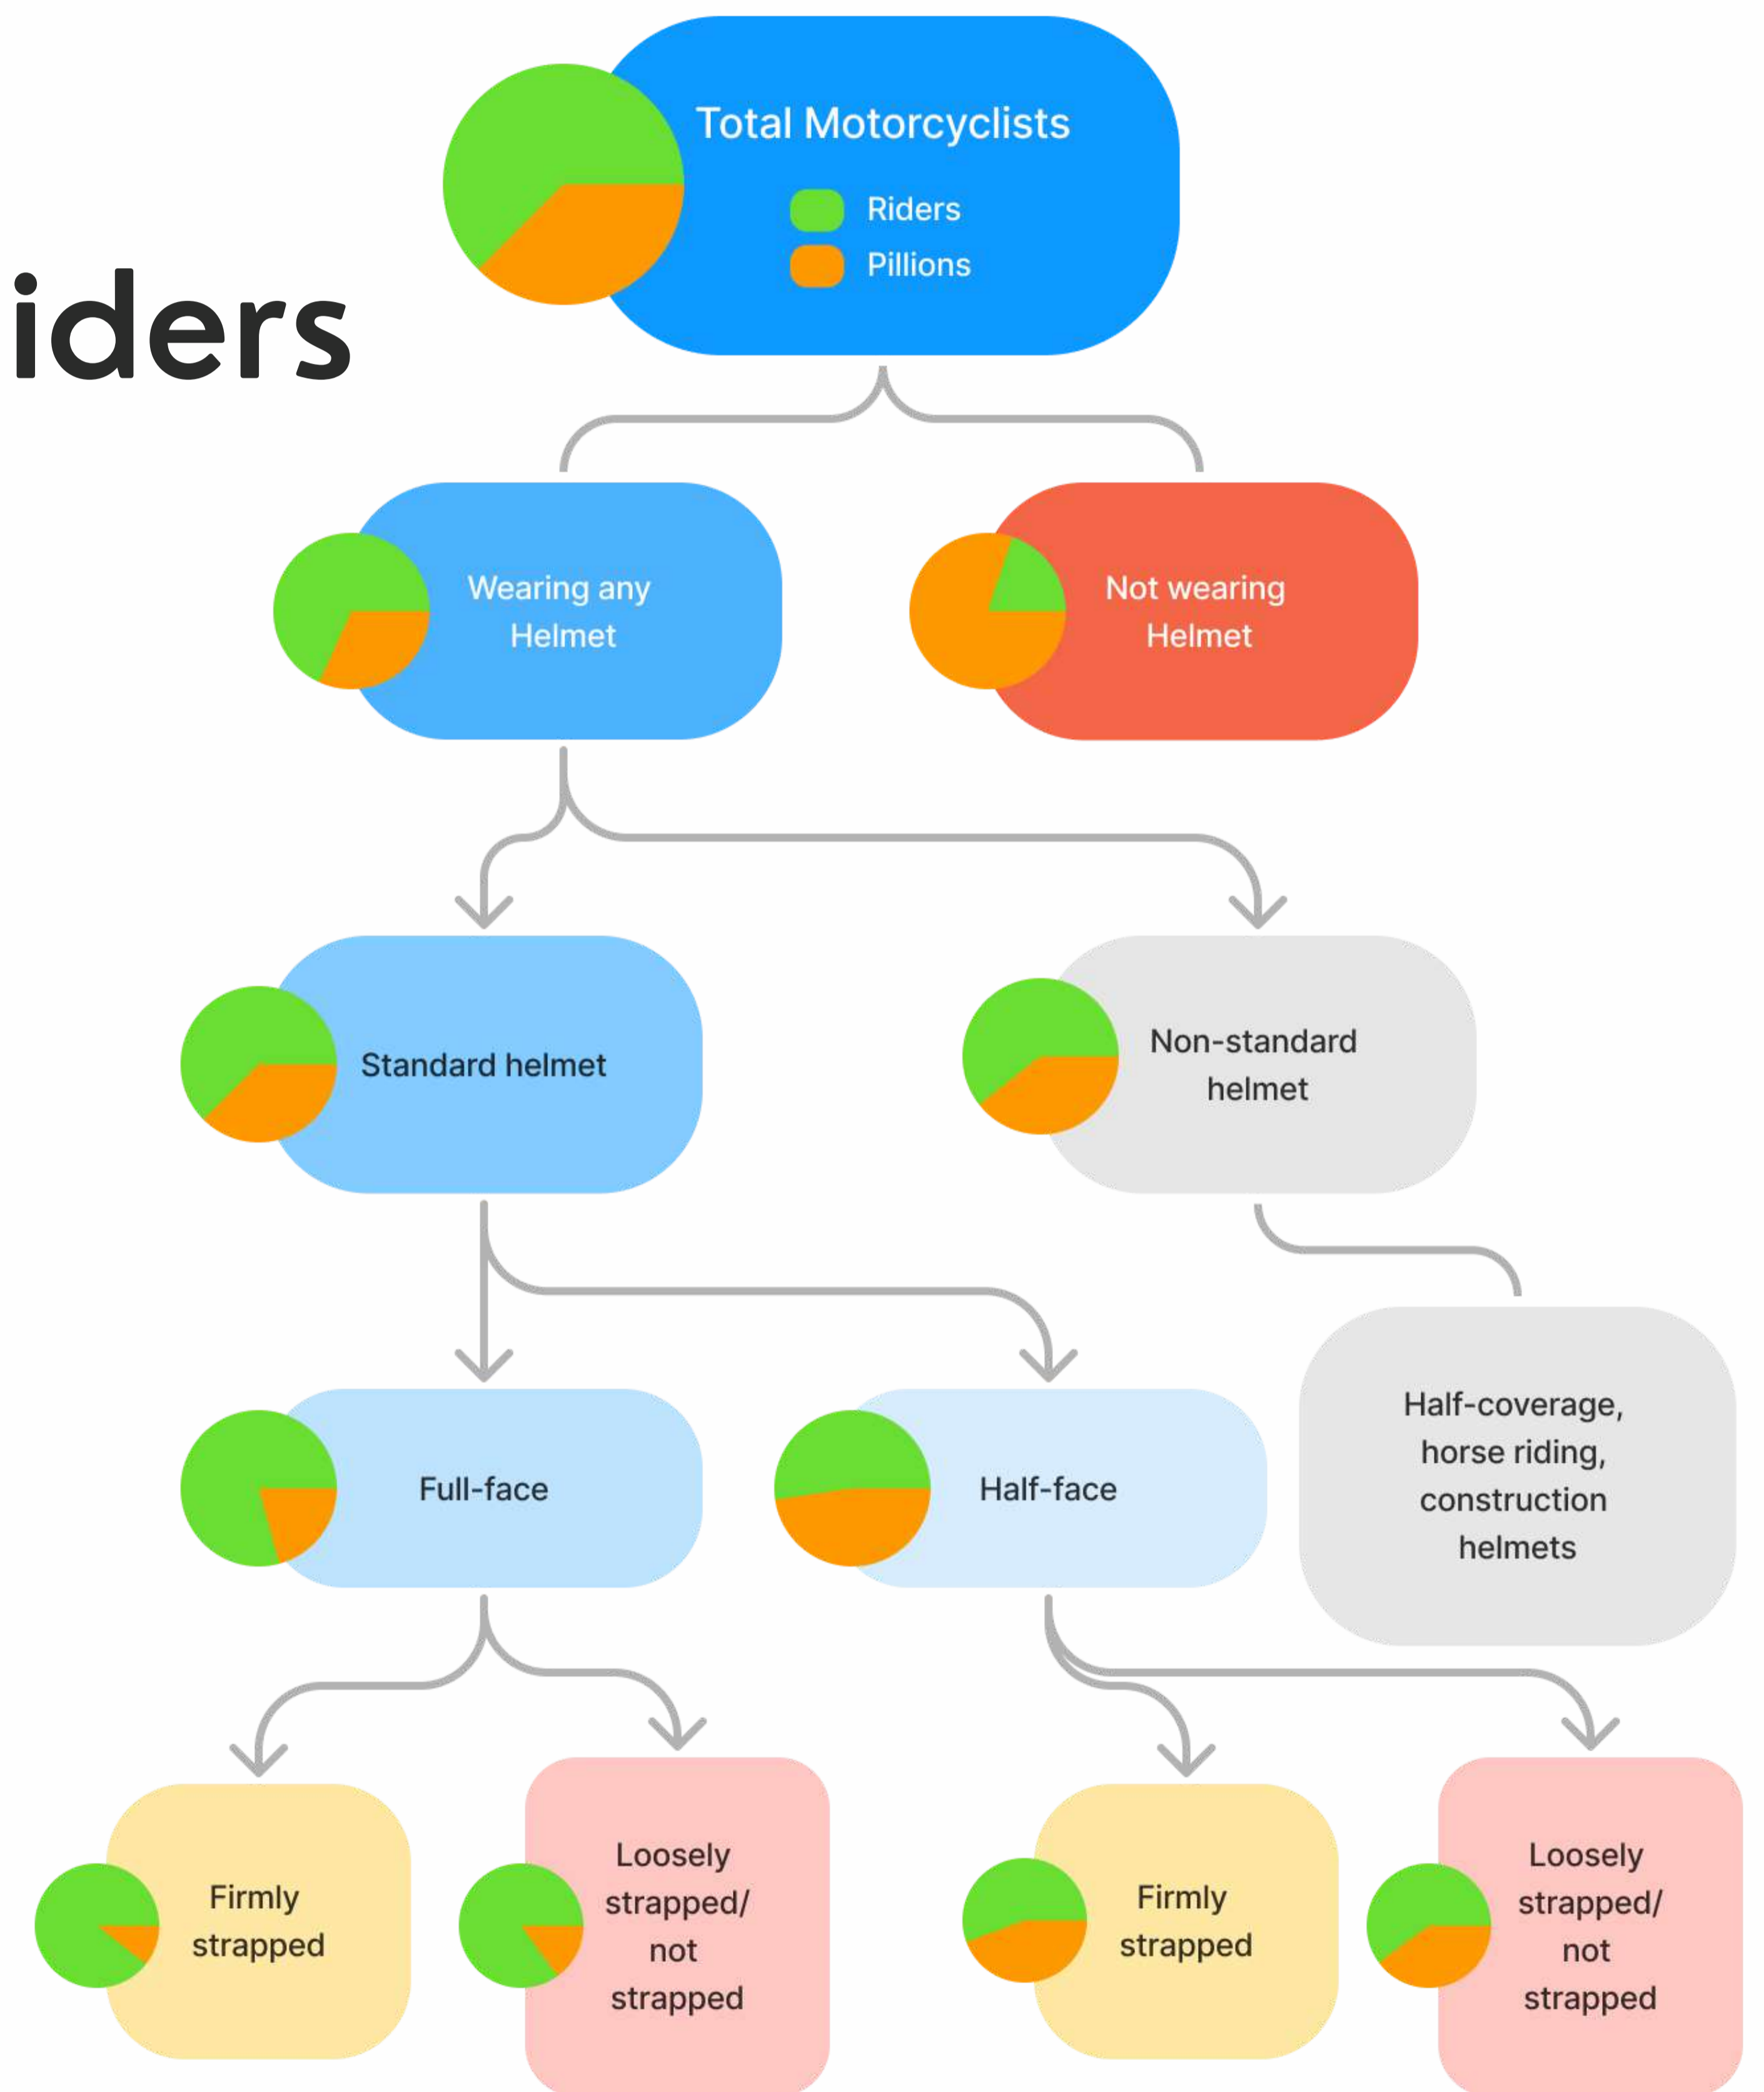 Total Motorcyclists
Riders
Pillions
iders
Wearing any
Helmet
Not wearing
Helmet
Standard helmet
Non-standard
helmet
Full-face
Half-face
Half-coverage,
horse riding,
construction
helmets
Firmly
strapped
Loosely
strapped/
not
strapped
Firmly
strapped
Loosely
strapped/
not
strapped